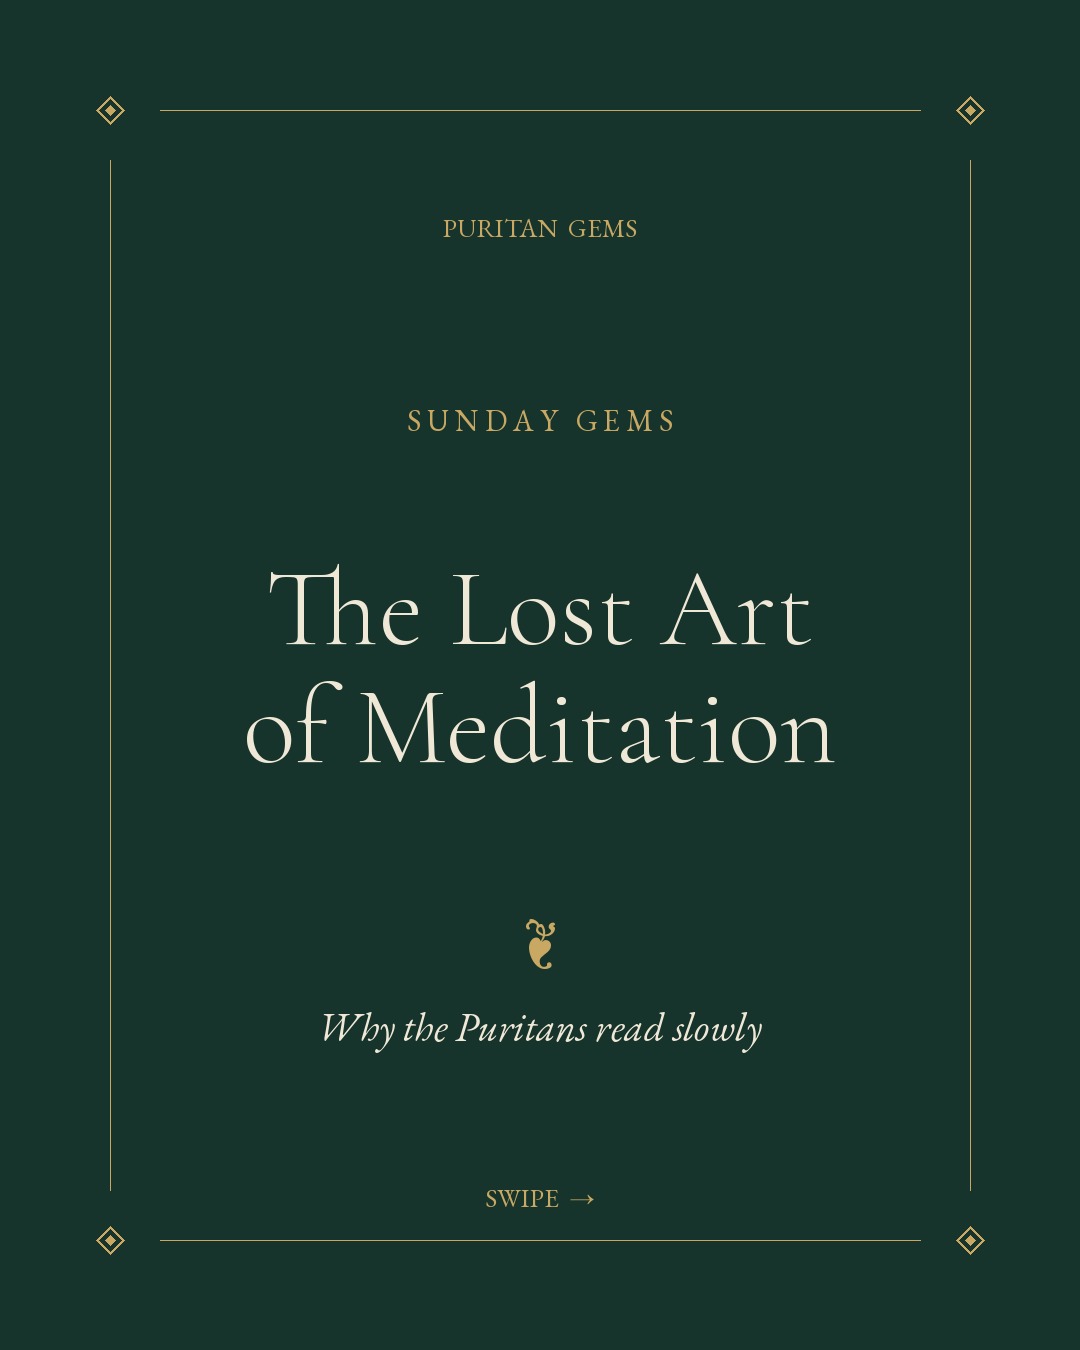 PURITAN GEMS
SUNDAY GEMS
The Lost Art
of Meditation
Why the Puritans read slowly
SWIPE →